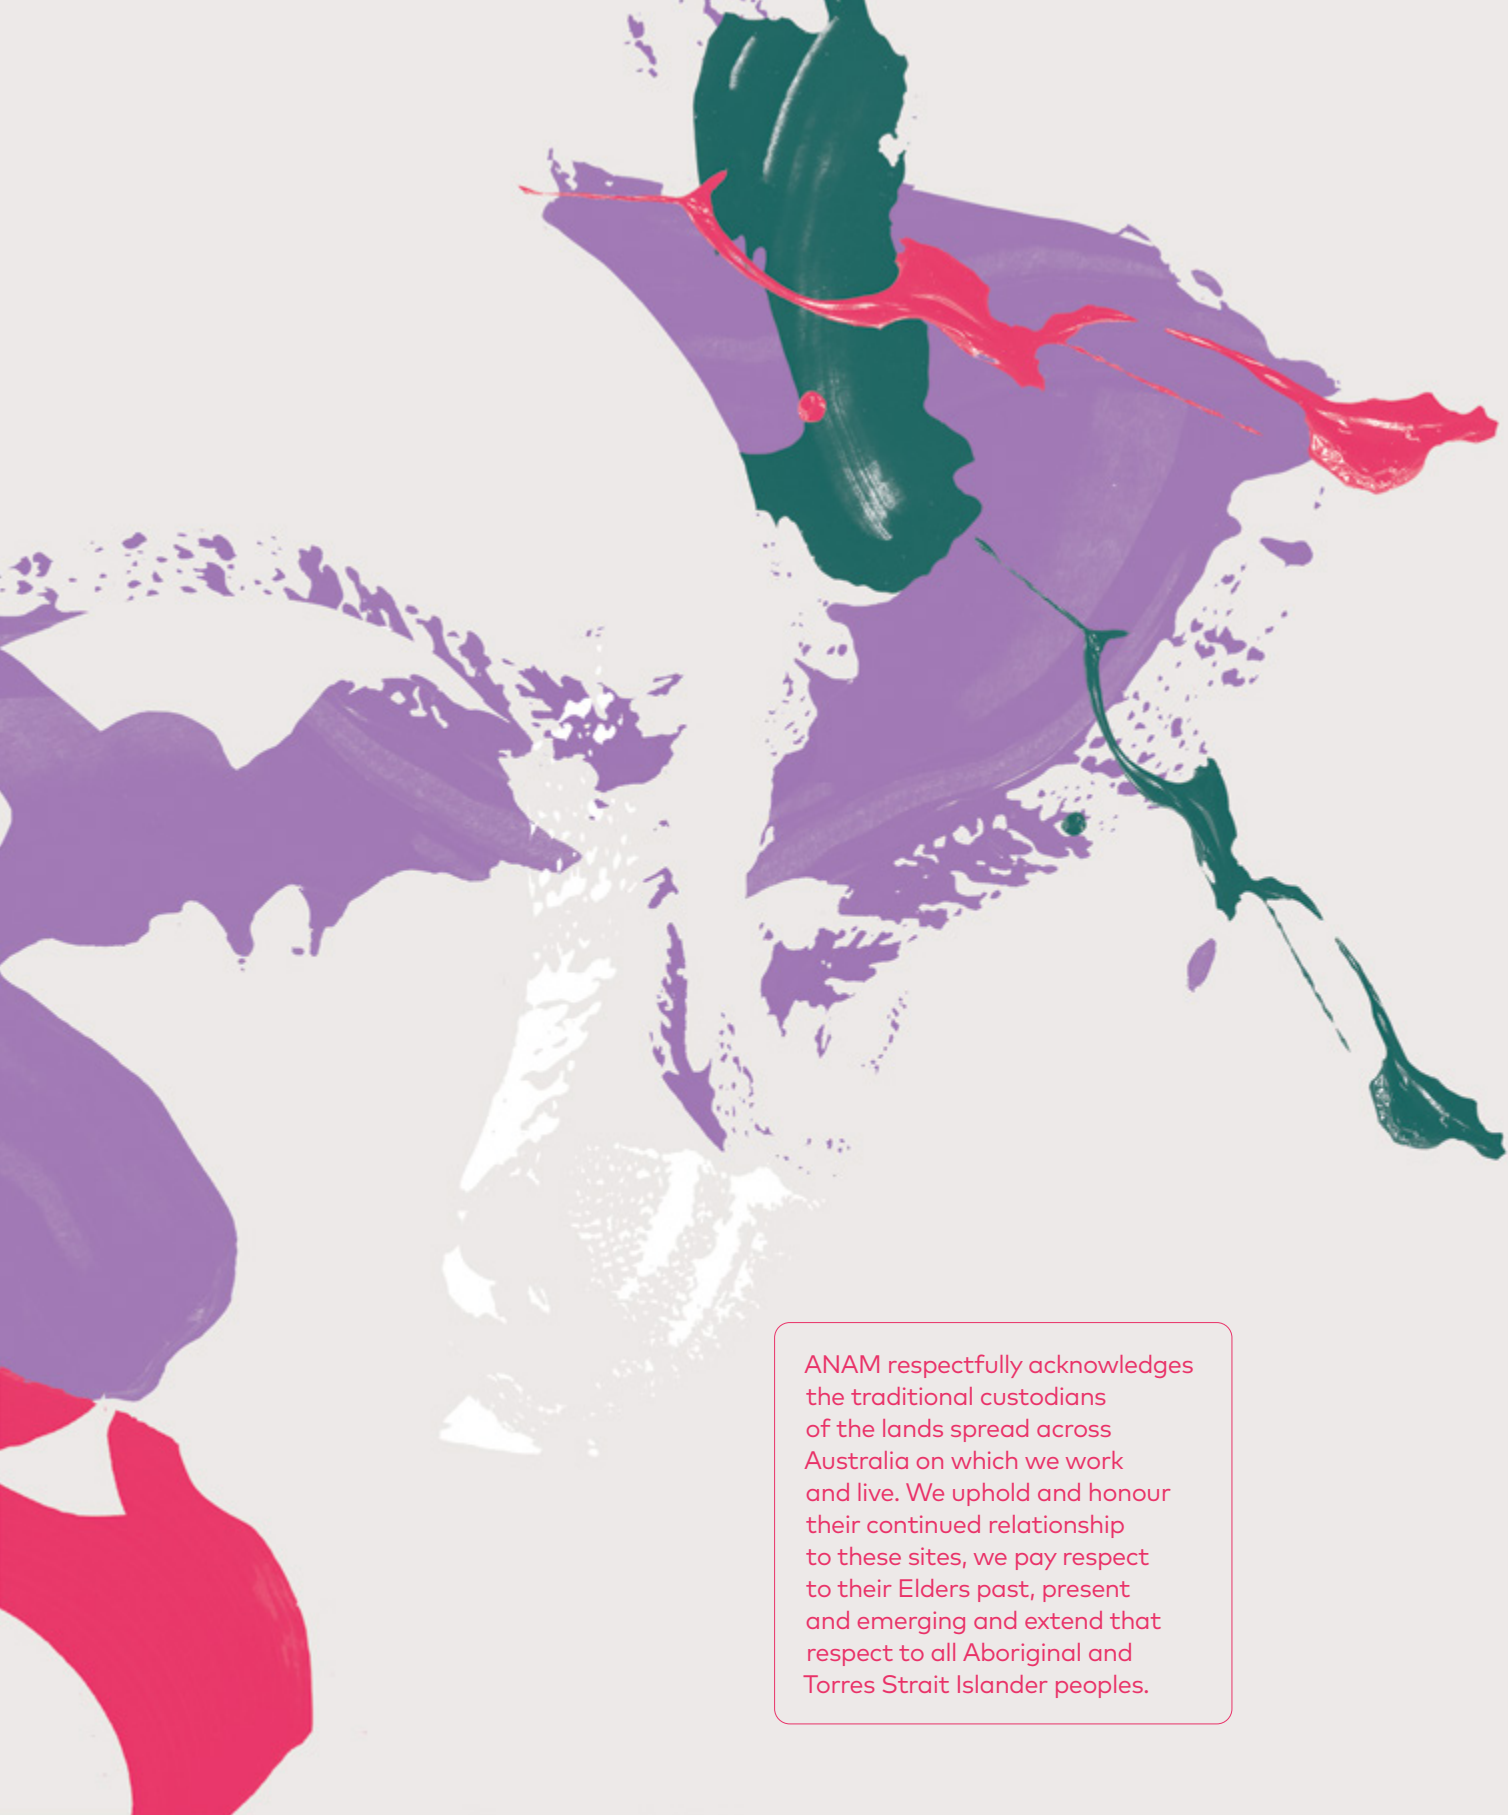 ANAM respectfully acknowledges
the traditional custodians
of the lands spread across
Australia on which we work
and live. We uphold and honour
their continued relationship
to these sites, we pay respect
to their Elders past, present
and emerging and extend that
respect to all Aboriginal and
Torres Strait Islander peoples.